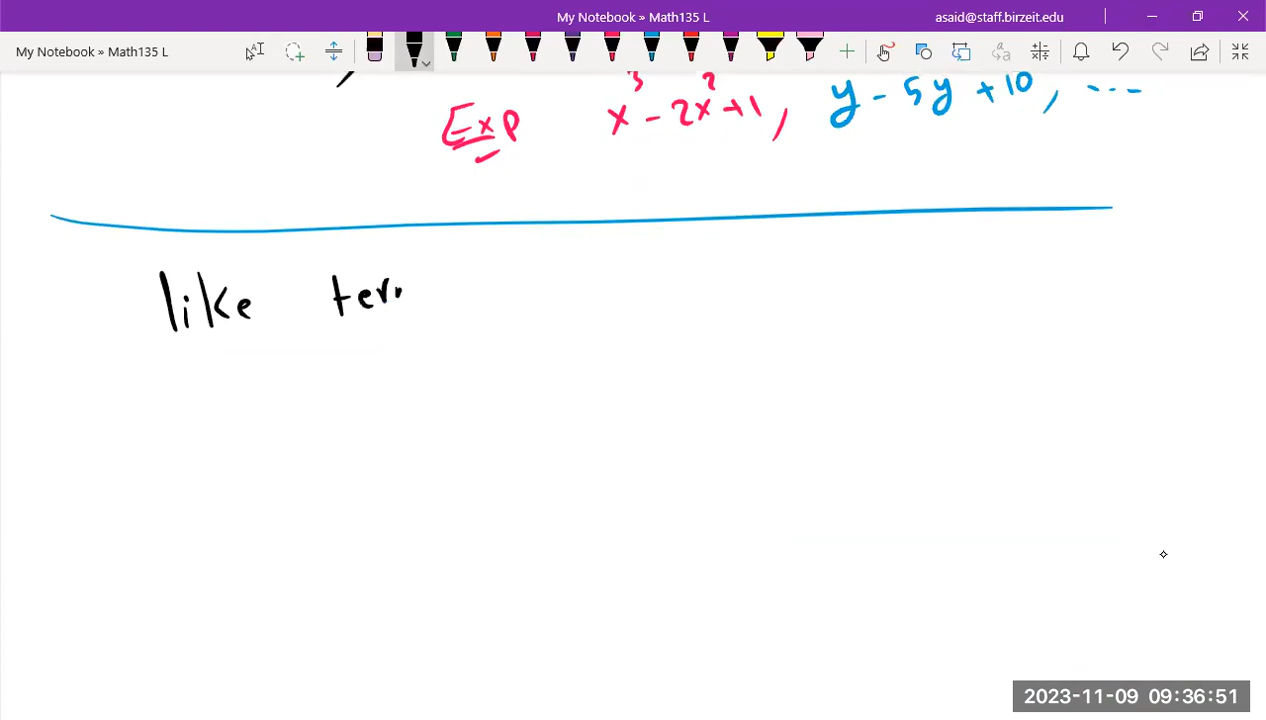 My Notebook » Math135 L
asaid@staff.birzeit.edu
My Notebook » Math135 L
Exp x³ - 2x² + 1, y - 5y + 10, ...
like ter
2023-11-09 09:36:51